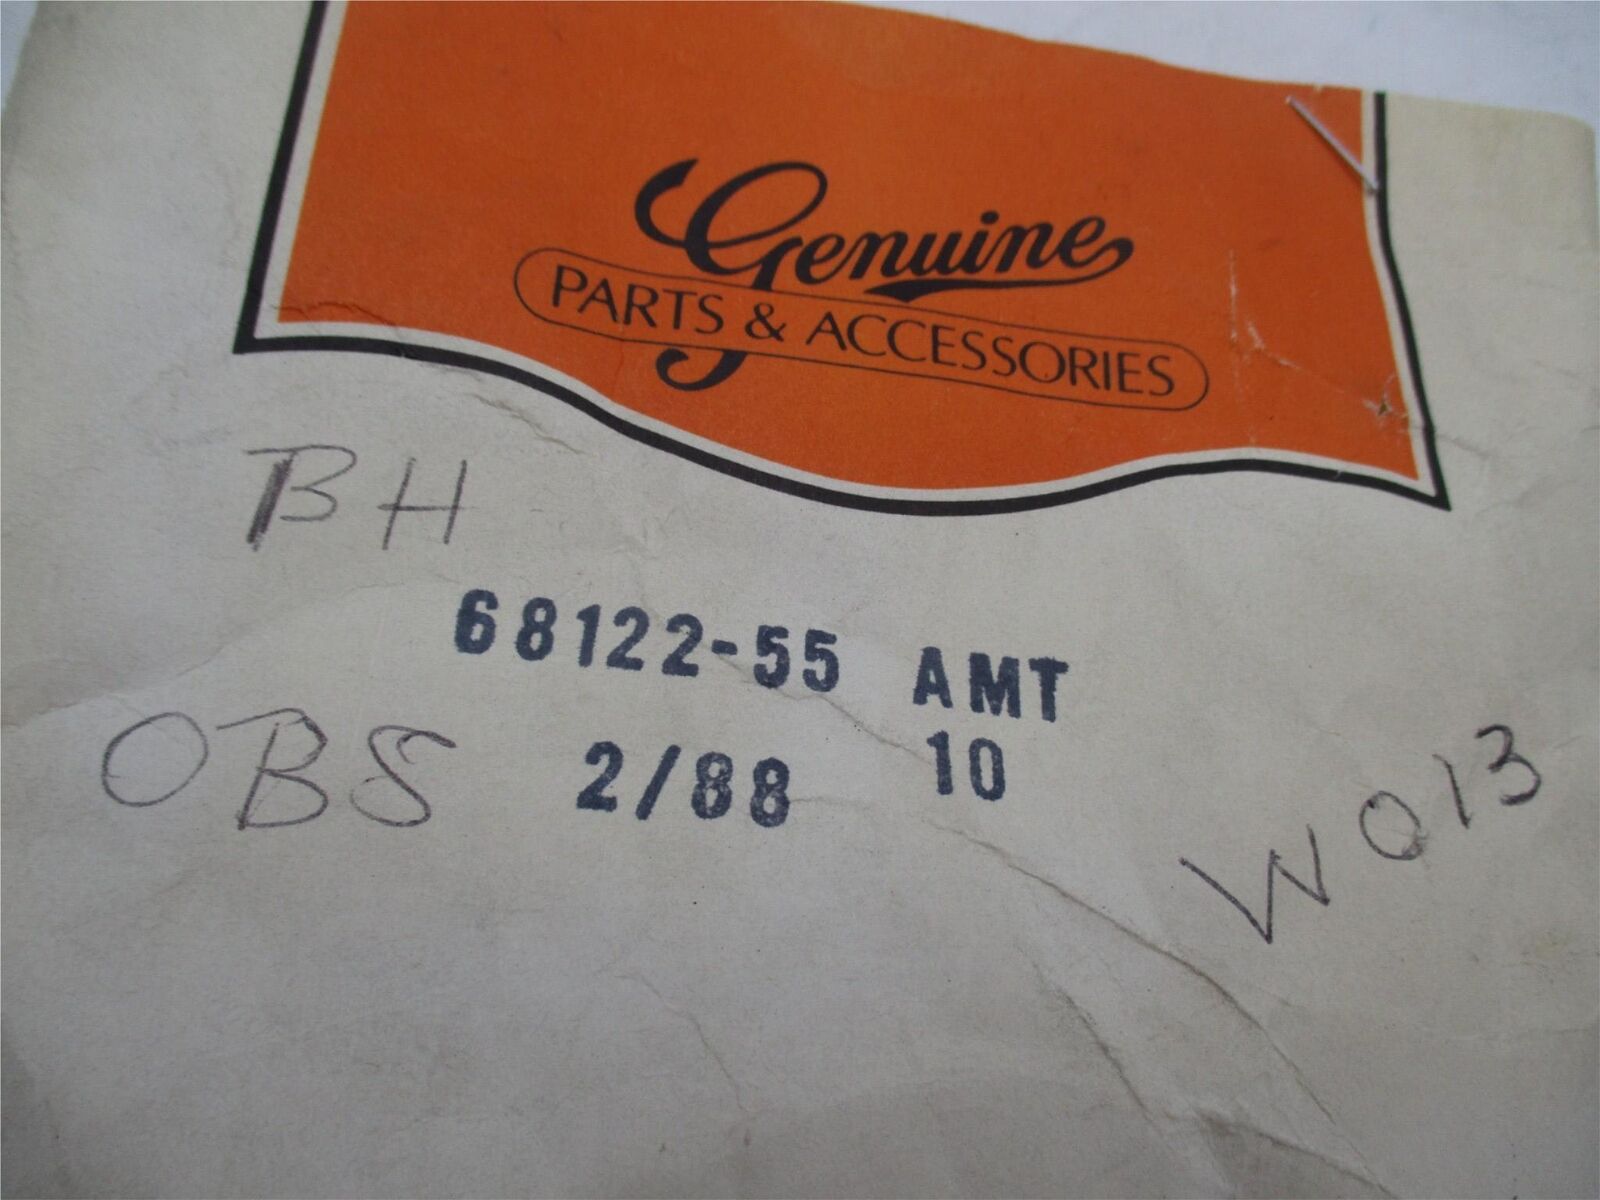 Genuine
PARTS & ACCESSORIES
BH
68122-55 AMT
OBS 2/88 10
W013